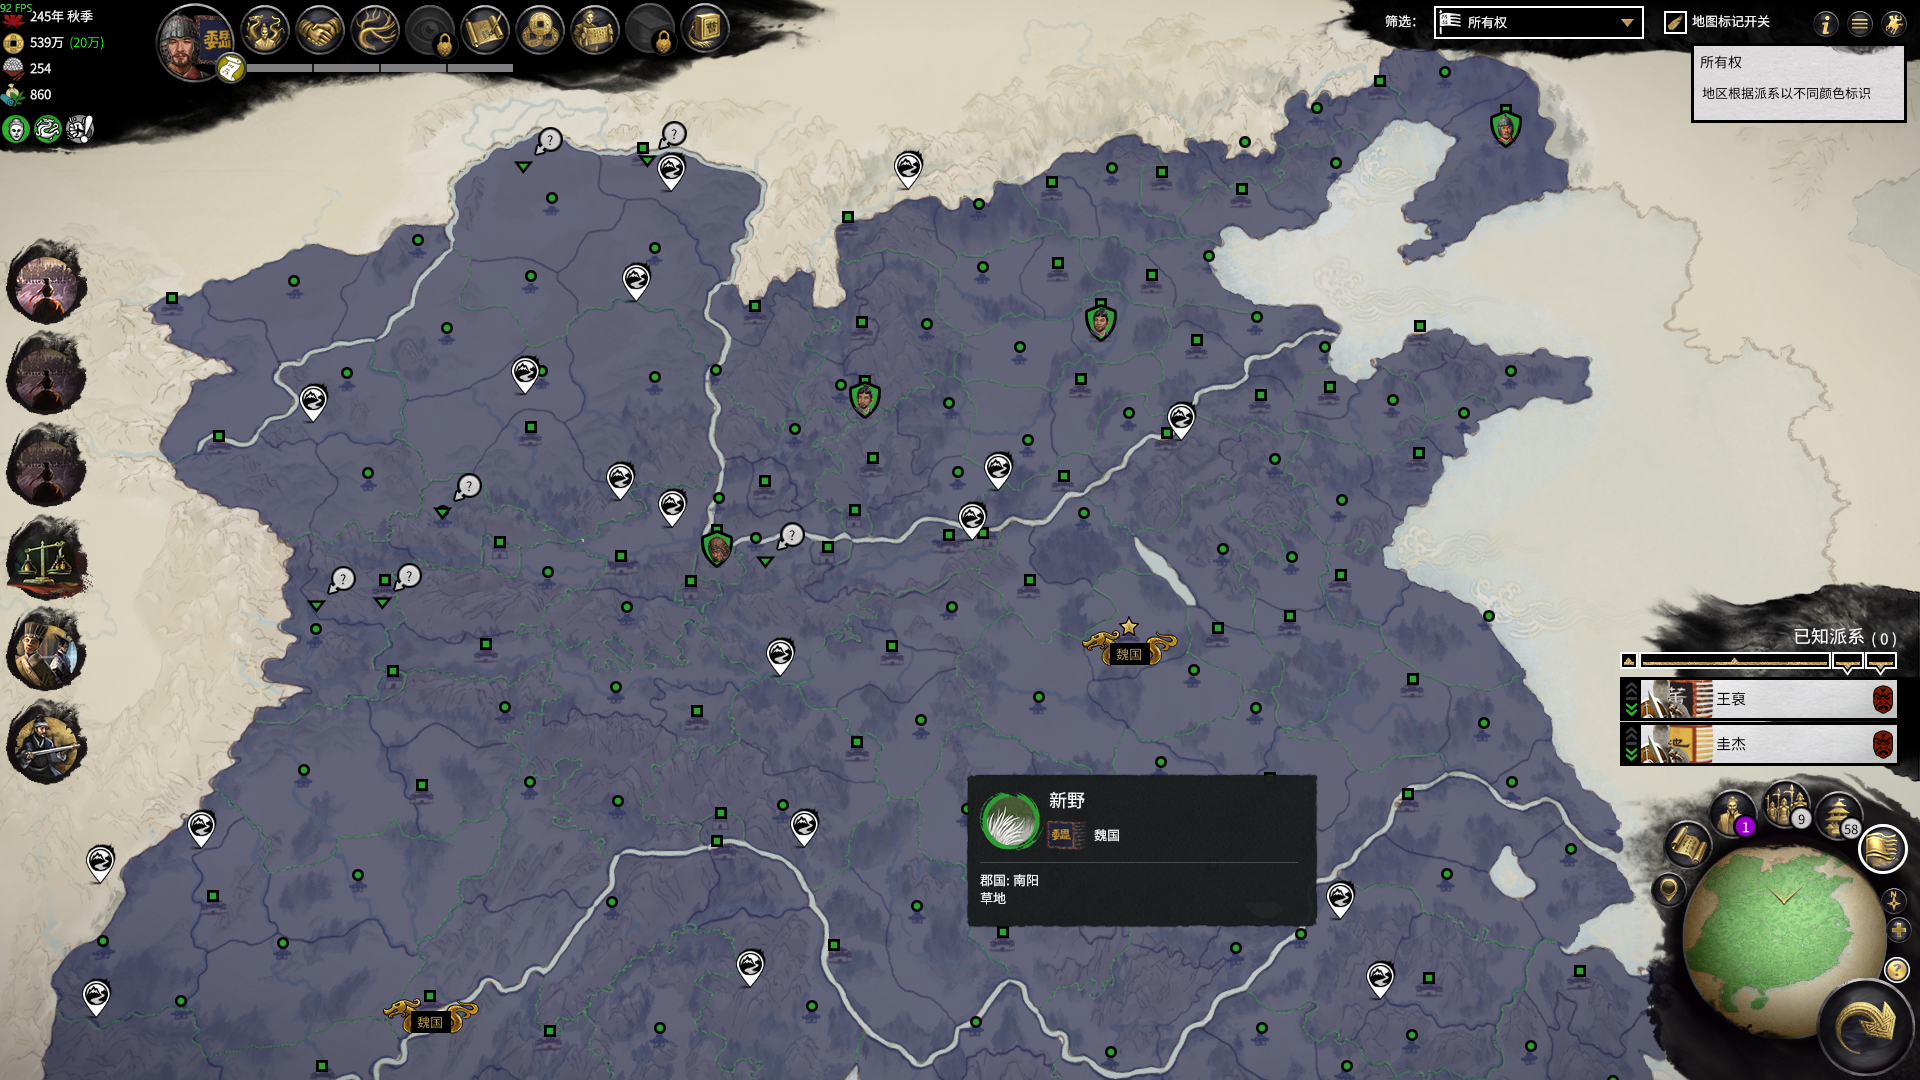 92 FPS
245年 秋季
539万 (20万)
254
860
筛选:
所有权
地图标记开关
所有权
地区根据派系以不同颜色标识
魏国
新野
魏国
郡国: 南阳
草地
魏国
已知派系 ( 0 )
王裒
圭杰
1
9
58